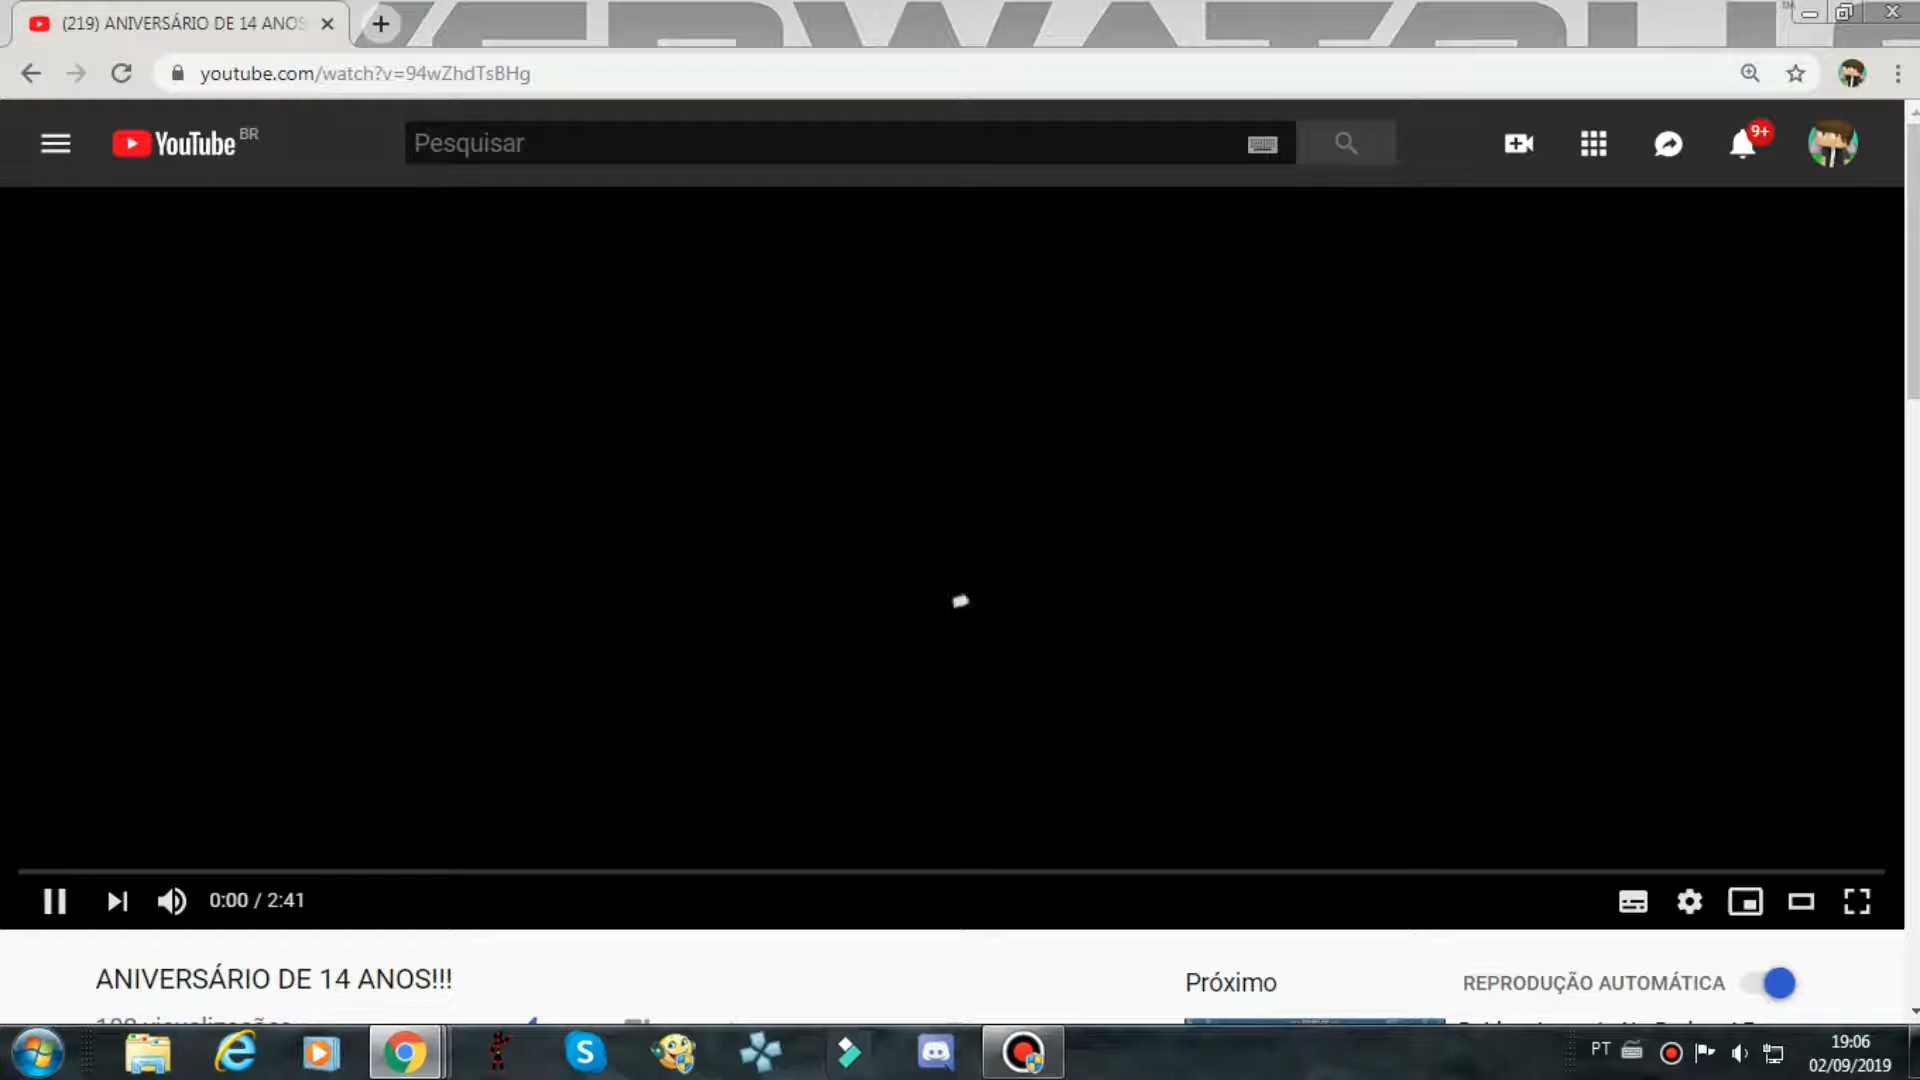 (219) ANIVERSÁRIO DE 14 ANOS
youtube.com/watch?v=94wZhdTsBHg
YouTube BR
Pesquisar
9+
0:00 / 2:41
ANIVERSÁRIO DE 14 ANOS!!!
Próximo
REPRODUÇÃO AUTOMÁTICA
PT
19:06
02/09/2019